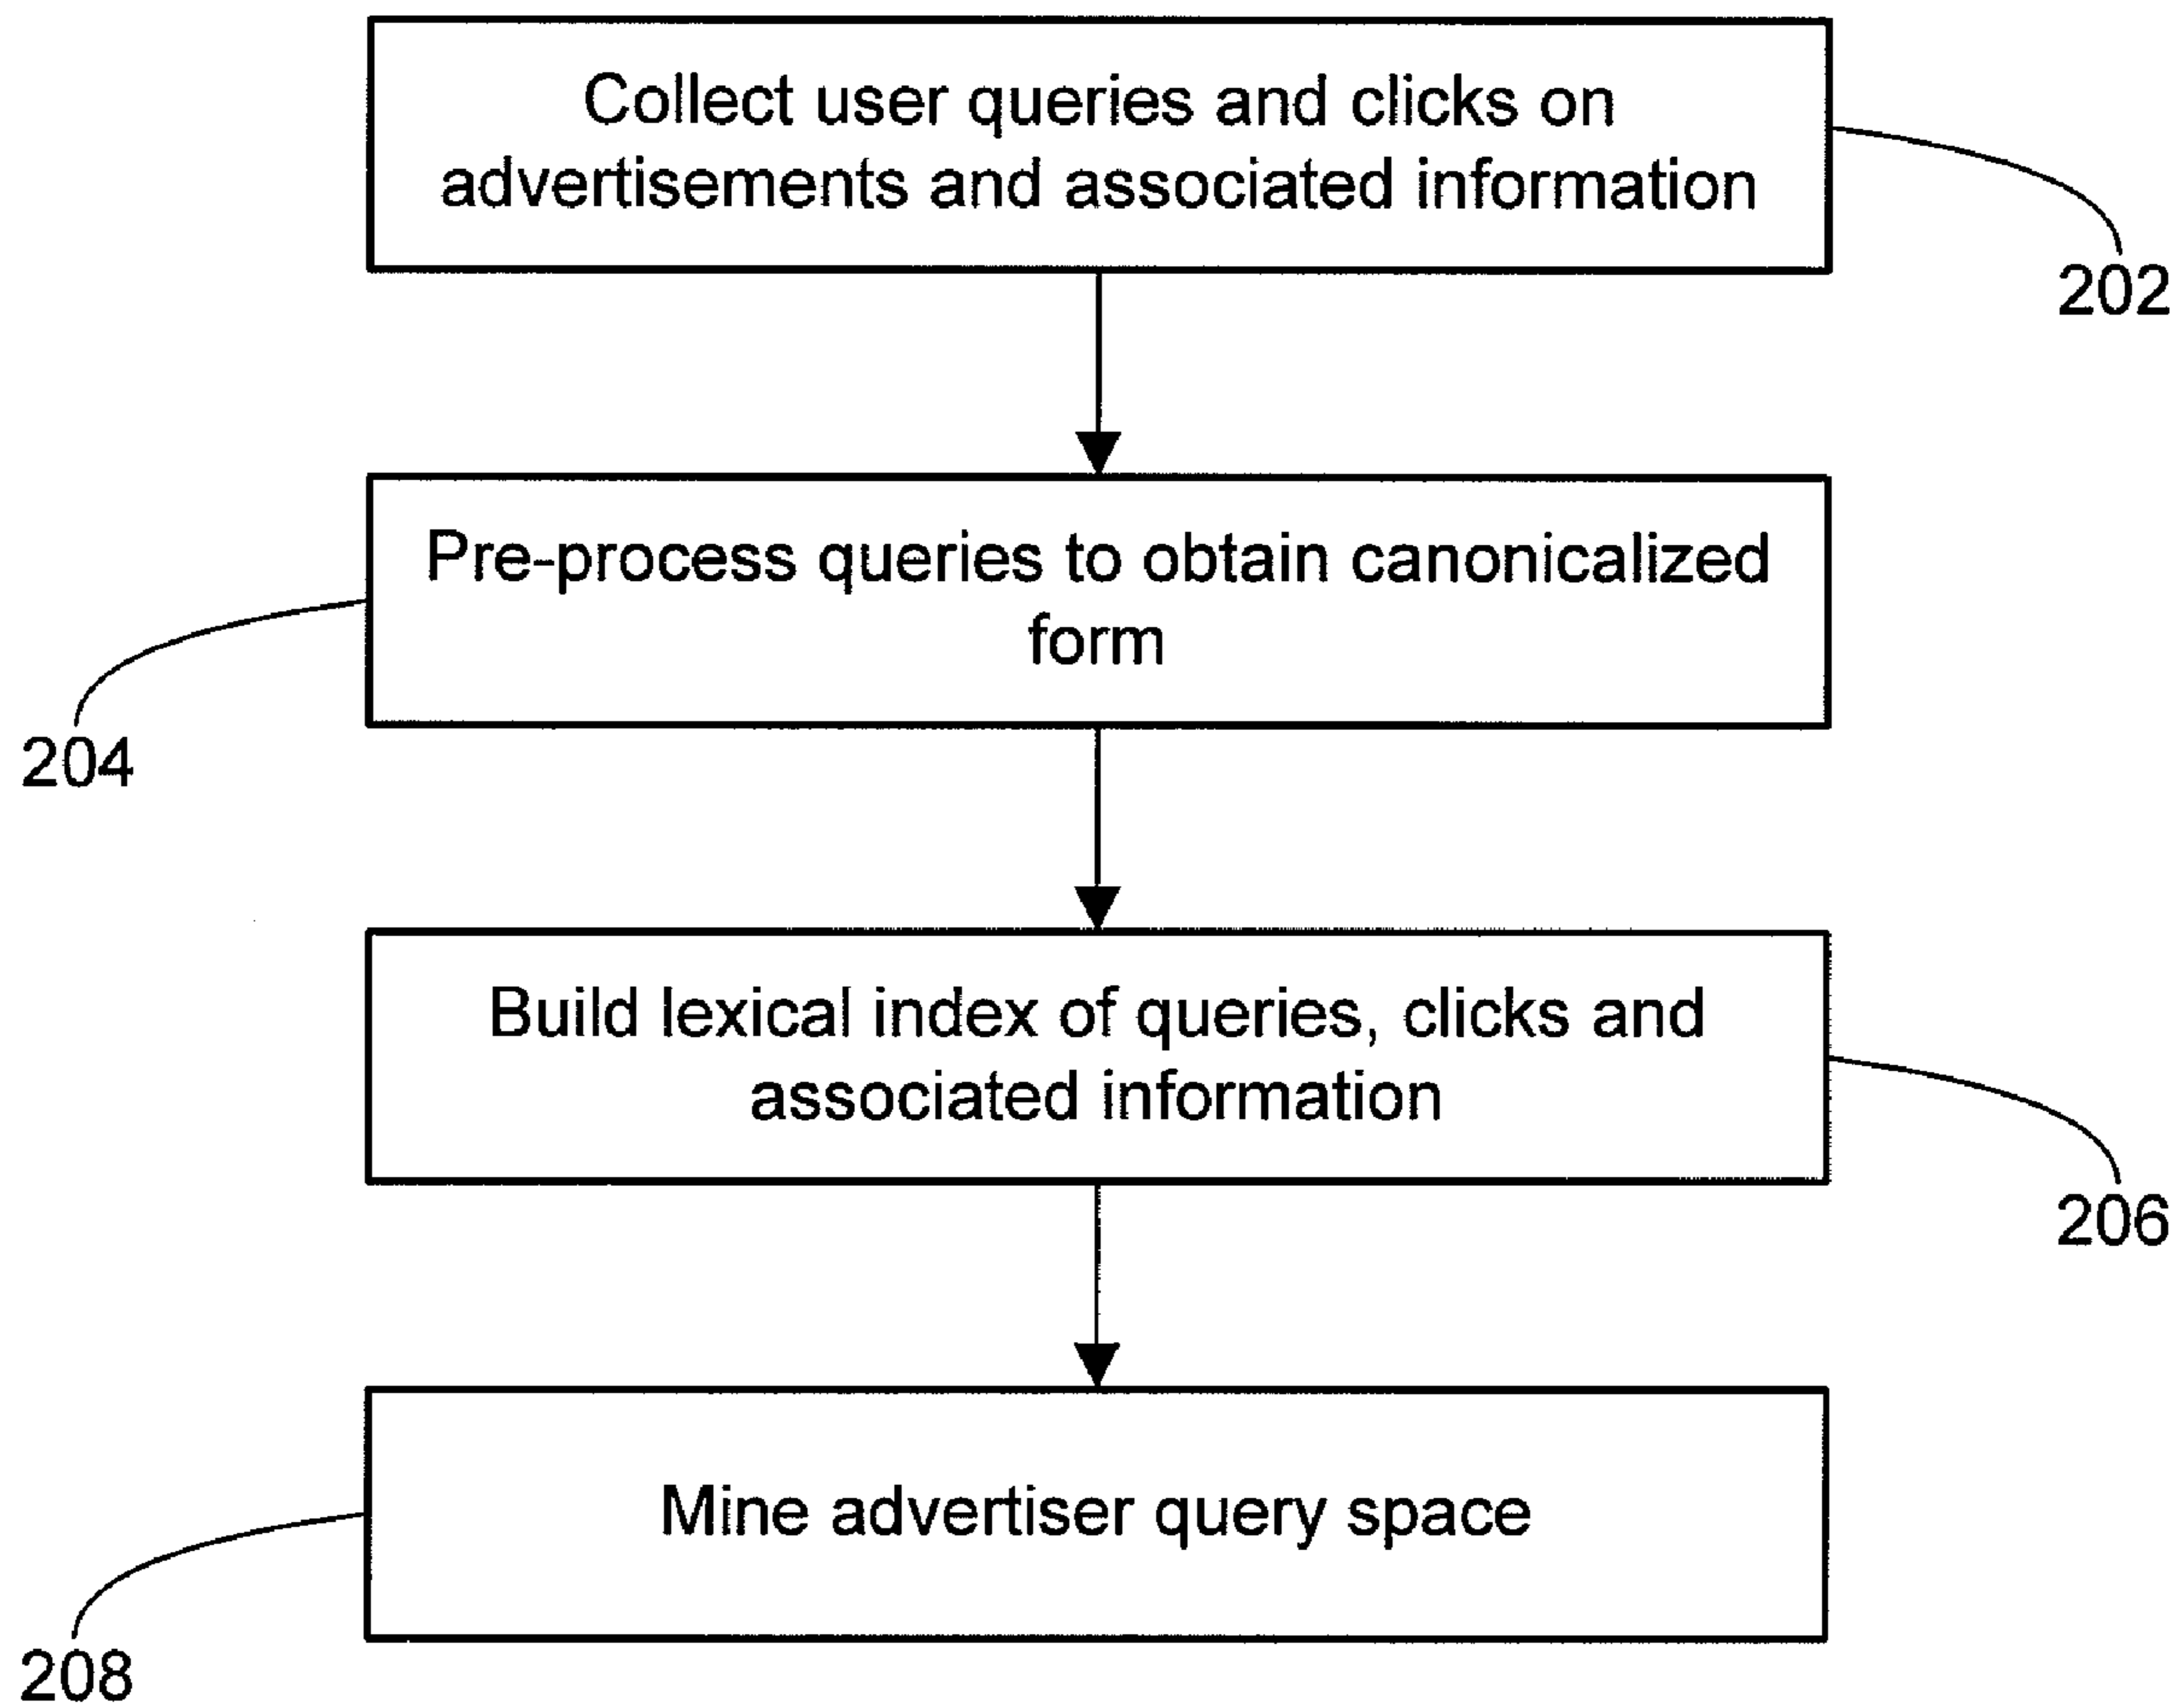 Collect user queries and clicks on
advertisements and associated information
202
Pre-process queries to obtain canonicalized
form
204
Build lexical index of queries, clicks and
associated information
206
Mine advertiser query space
208